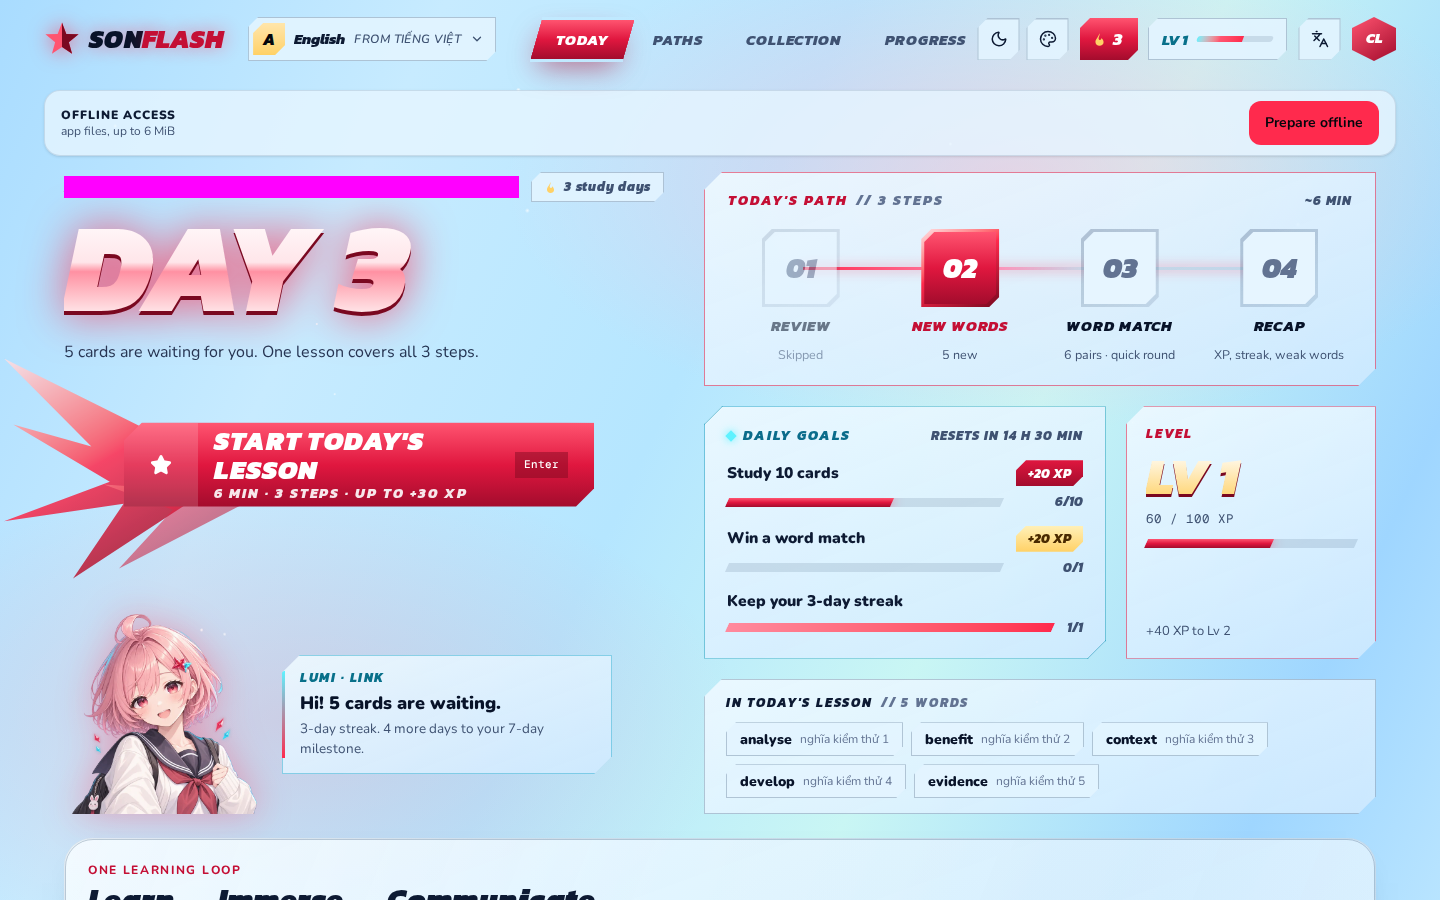 SONFLASH
A English FROM TIẾNG VIỆT
TODAY PATHS COLLECTION PROGRESS
3
LV 1
CL
OFFLINE ACCESS
app files, up to 6 MiB
Prepare offline
3 study days
DAY 3
5 cards are waiting for you. One lesson covers all 3 steps.
START TODAY'S
LESSON
6 MIN · 3 STEPS · UP TO +30 XP
Enter
LUMI · LINK
Hi! 5 cards are waiting.
3-day streak. 4 more days to your 7-day
milestone.
TODAY'S PATH // 3 STEPS ~6 MIN
01 02 03 04
REVIEW NEW WORDS WORD MATCH RECAP
Skipped 5 new 6 pairs · quick round XP, streak, weak words
DAILY GOALS RESETS IN 14 H 30 MIN
Study 10 cards +20 XP
6/10
Win a word match +20 XP
0/1
Keep your 3-day streak
1/1
LEVEL
LV 1
60 / 100 XP
+40 XP to Lv 2
IN TODAY'S LESSON // 5 WORDS
analyse nghĩa kiểm thử 1 benefit nghĩa kiểm thử 2 context nghĩa kiểm thử 3
develop nghĩa kiểm thử 4 evidence nghĩa kiểm thử 5
ONE LEARNING LOOP
Learn Immerse Communicate